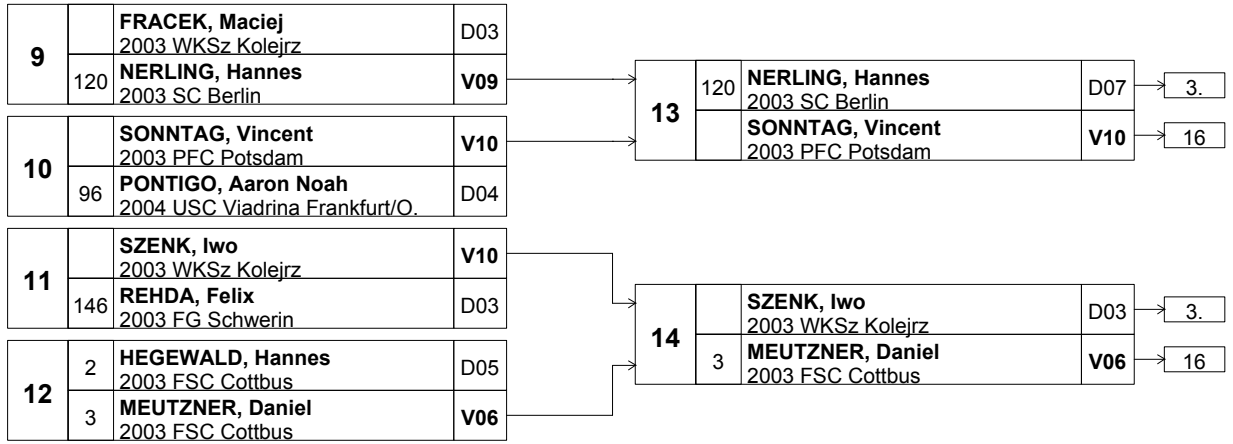 9
FRACEK, Maciej
2003 WKSz Kolejrz
D03
120
NERLING, Hannes
2003 SC Berlin
V09
10
SONNTAG, Vincent
2003 PFC Potsdam
V10
96
PONTIGO, Aaron Noah
2004 USC Viadrina Frankfurt/O.
D04
11
SZENK, Iwo
2003 WKSz Kolejrz
V10
146
REHDA, Felix
2003 FG Schwerin
D03
12
2
HEGEWALD, Hannes
2003 FSC Cottbus
D05
3
MEUTZNER, Daniel
2003 FSC Cottbus
V06
13
120
NERLING, Hannes
2003 SC Berlin
D07
3.
SONNTAG, Vincent
2003 PFC Potsdam
V10
16
14
SZENK, Iwo
2003 WKSz Kolejrz
D03
3.
3
MEUTZNER, Daniel
2003 FSC Cottbus
V06
16